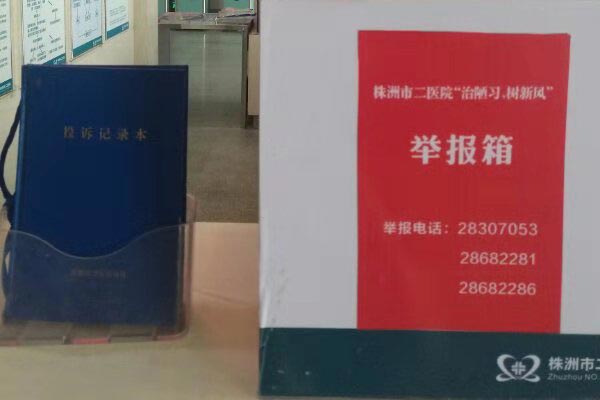 投诉记录本
株洲市二医院“治陋习、树新风”
举报箱
举报电话：28307053
28682281
28682286
株洲市二
Zhuzhou NO